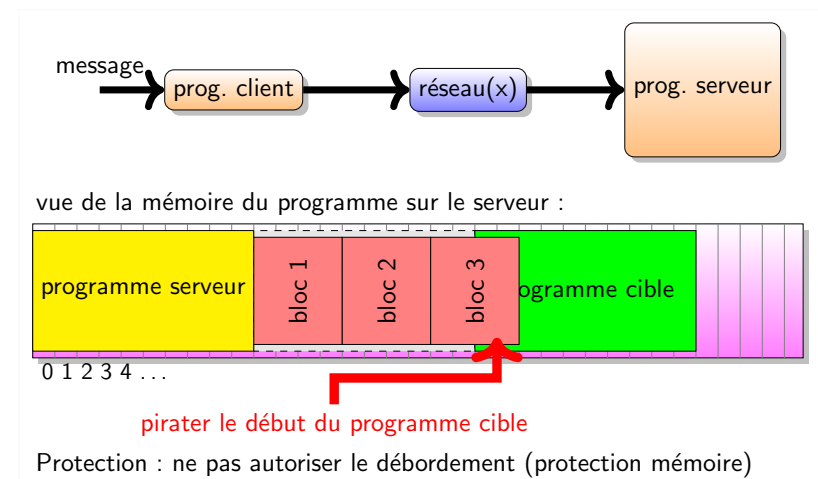 message
prog. client
réseau(x)
prog. serveur
vue de la mémoire du programme sur le serveur :
programme serveur
bloc 1
bloc 2
bloc 3
ogramme cible
0 1 2 3 4 ...
pirater le début du programme cible
Protection : ne pas autoriser le débordement (protection mémoire)